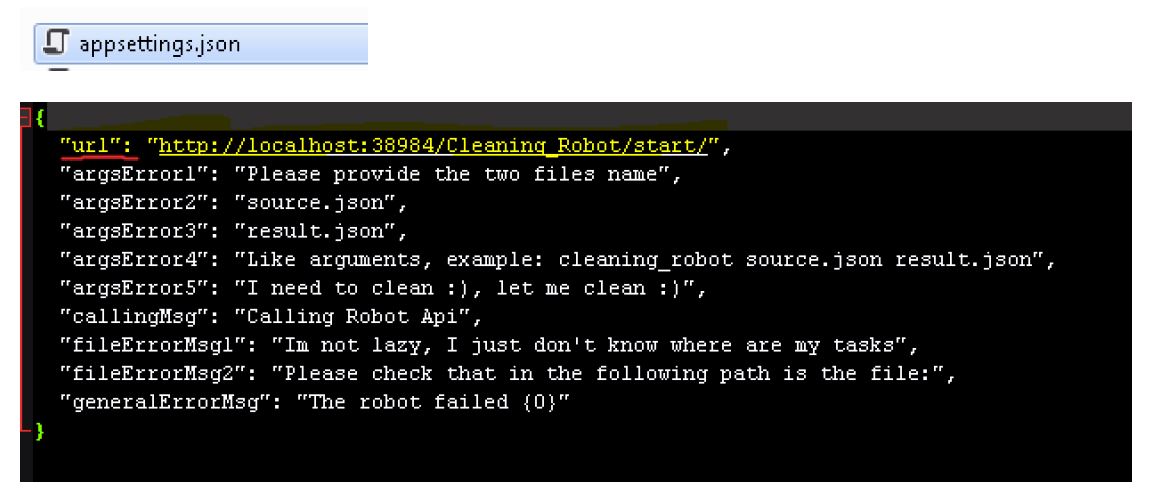 appsettings.json
{
"url": "http://localhost:38984/Cleaning_Robot/start/",
"argsError1": "Please provide the two files name",
"argsError2": "source.json",
"argsError3": "result.json",
"argsError4": "Like arguments, example: cleaning_robot source.json result.json",
"argsError5": "I need to clean :), let me clean :)",
"callingMsg": "Calling Robot Api",
"fileErrorMsg1": "Im not lazy, I just don't know where are my tasks",
"fileErrorMsg2": "Please check that in the following path is the file:",
"generalErrorMsg": "The robot failed {0}"
}